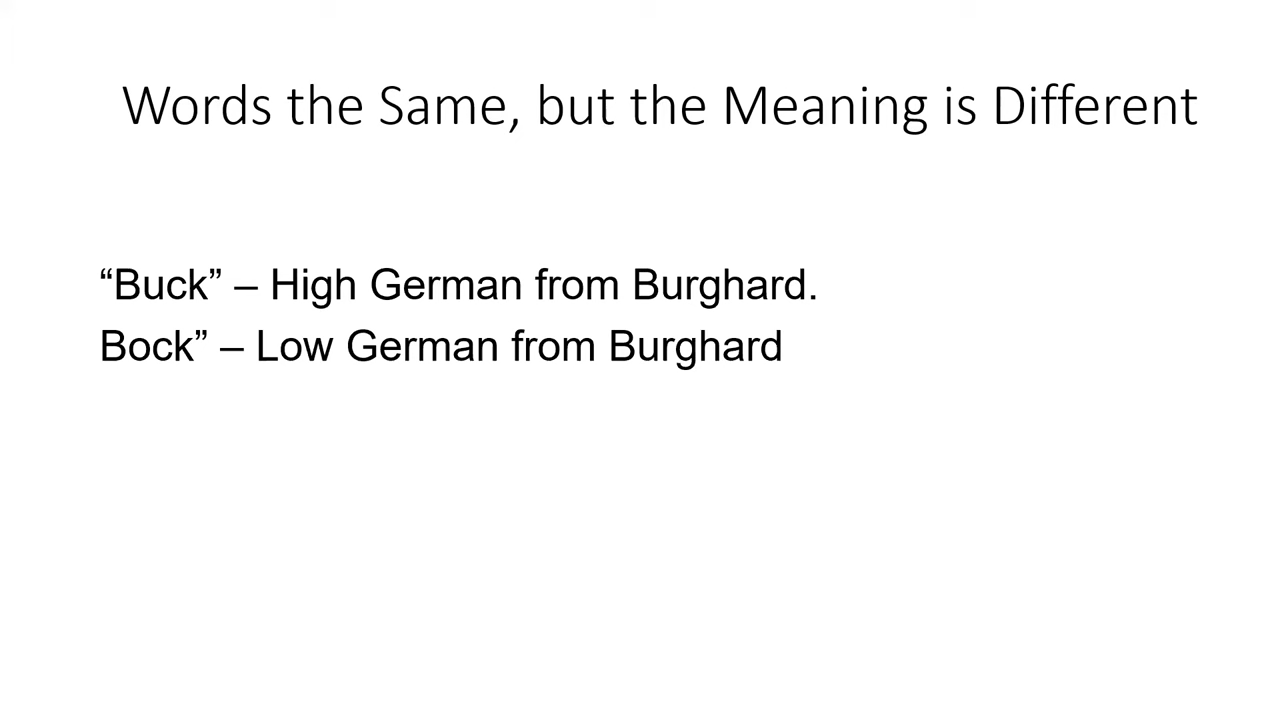 Words the Same, but the Meaning is Different
“Buck” – High German from Burghard.
Bock” – Low German from Burghard